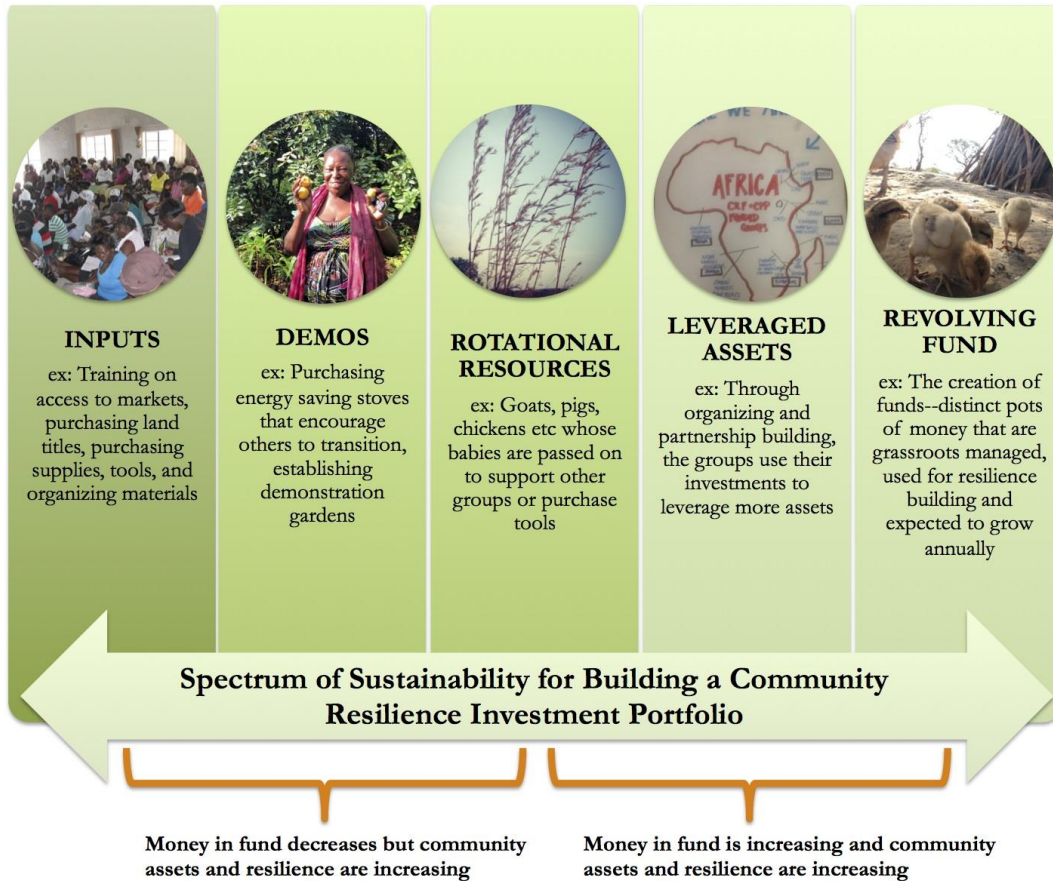 WE
AFRICA
CRF + CPP
GROUPS
INPUTS
ex: Training on
access to markets,
purchasing land
titles, purchasing
supplies, tools, and
organizing materials
DEMOS
ex: Purchasing
energy saving stoves
that encourage
others to transition,
establishing
demonstration
gardens
ROTATIONAL
RESOURCES
ex: Goats, pigs,
chickens etc whose
babies are passed on
to support other
groups or purchase
tools
LEVERAGED
ASSETS
ex: Through
organizing and
partnership building,
the groups use their
investments to
leverage more assets
REVOLVING
FUND
ex: The creation of
funds--distinct pots
of money that are
grassroots managed,
used for resilience
building and
expected to grow
annually
Spectrum of Sustainability for Building a Community
Resilience Investment Portfolio
Money in fund decreases but community
assets and resilience are increasing
Money in fund is increasing and community
assets and resilience are increasing